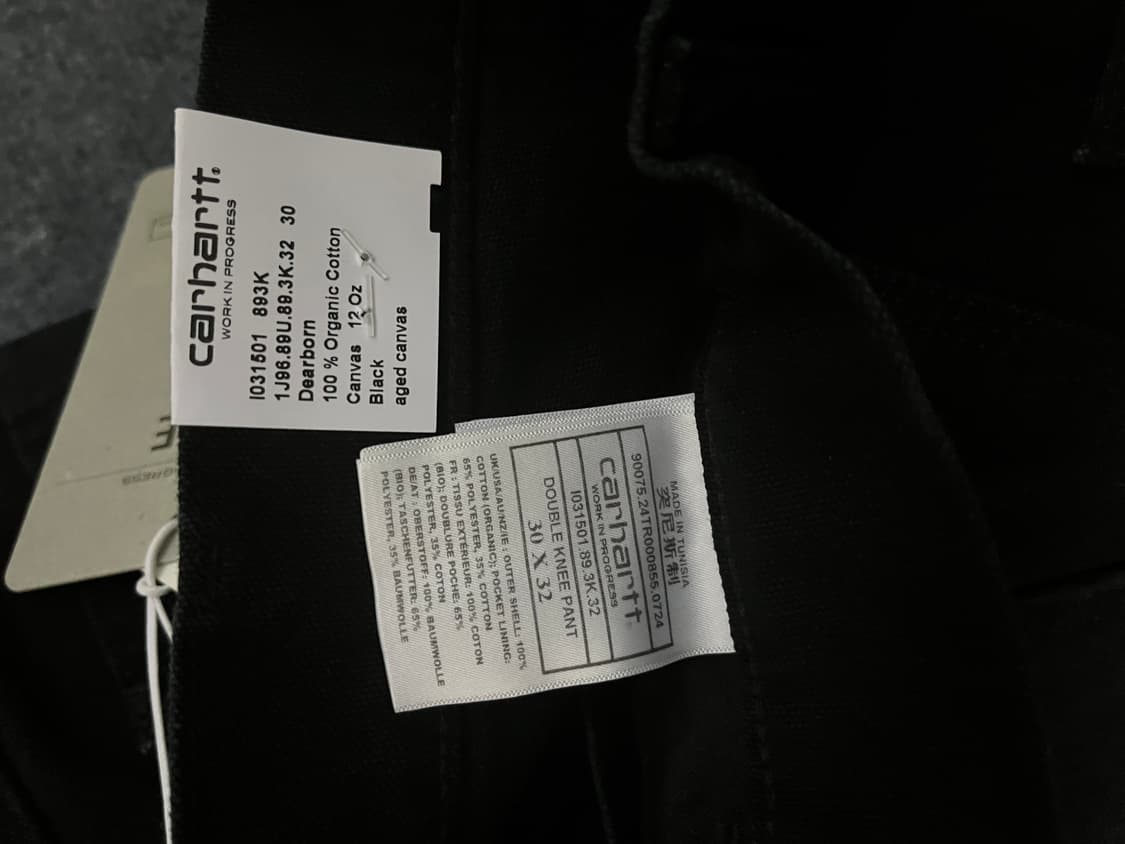 carhartt®
WORK IN PROGRESS
I031501 893K
1J96.89U.89.3K.32 30
Dearborn
100 % Organic Cotton
Canvas 12 Oz
Black
aged canvas
MADE IN TUNISIA
突尼斯制
90075.24TR000855.0724
carhartt
WORK IN PROGRESS
I031501.89.3K.32
DOUBLE KNEE PANT
30 X 32
UK/USA/AU/NZ/IE : OUTER SHELL: 100%
COTTON (ORGANIC); POCKET LINING:
65% POLYESTER, 35% COTTON
FR : TISSU EXTÉRIEUR: 100% COTON
(BIO); DOUBLURE POCHE: 65%
POLYESTER, 35% COTON
DE/AT : OBERSTOFF: 100% BAUMWOLLE
(BIO); TASCHENFUTTER: 65%
POLYESTER, 35% BAUMWOLLE